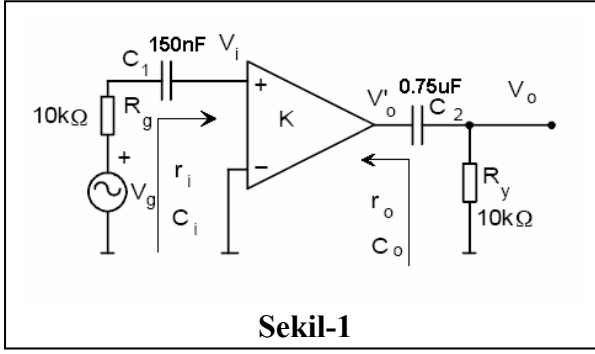 150nF
C1
Vi
0.75uF
V'o
C2
Vo
+
K
−
10kΩ
Rg
+
Vg
ri
Ci
ro
Co
Ry
10kΩ
Sekil-1